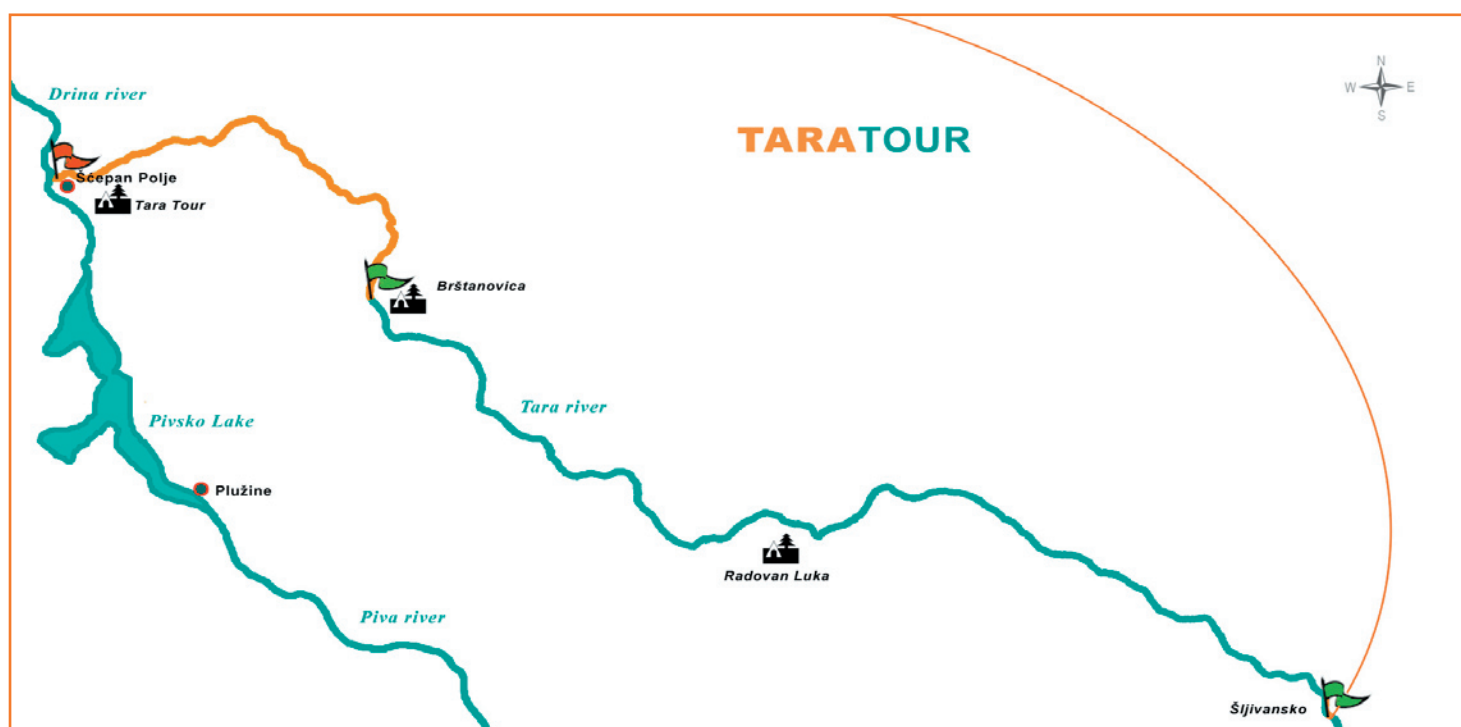 Drina river
N
W E
S
TARATOUR
Šćepan Polje
Tara Tour
Brštanovica
Tara river
Pivsko Lake
Plužine
Radovan Luka
Piva river
Šljivansko